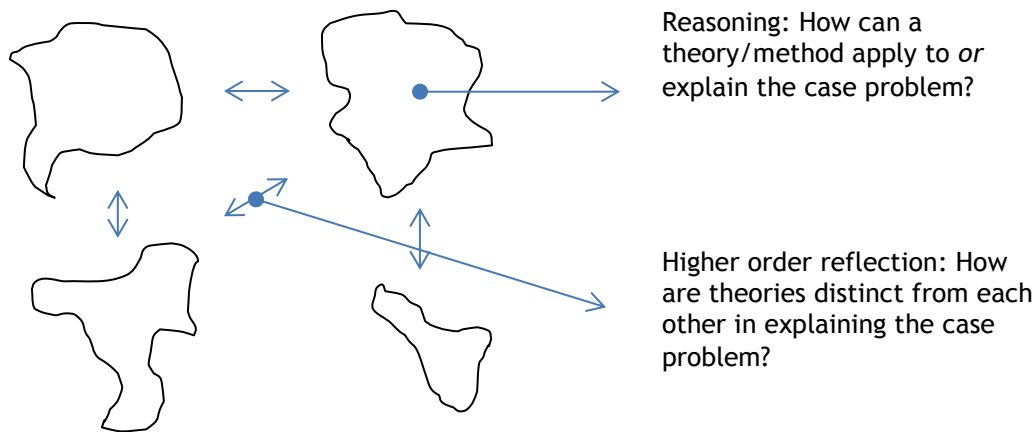 Reasoning: How can a
theory/method apply to or
explain the case problem?
Higher order reflection: How
are theories distinct from each
other in explaining the case
problem?